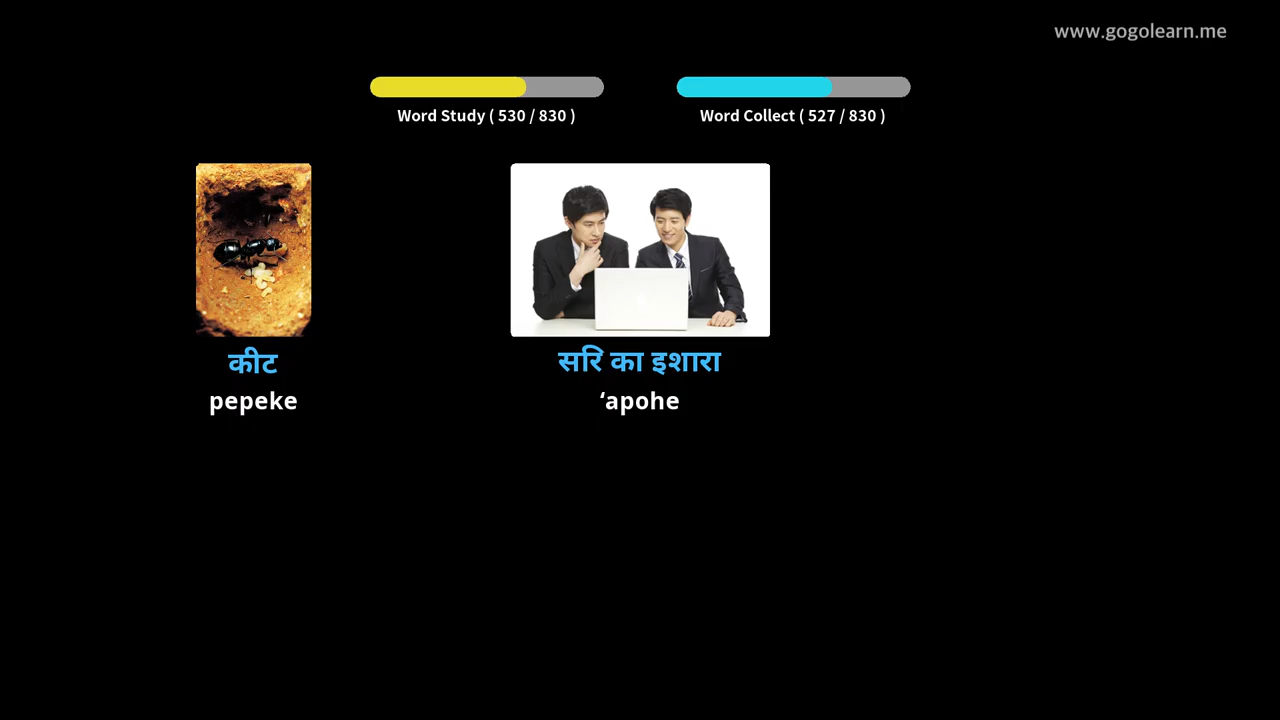 www.gogolearn.me
Word Study ( 530 / 830 )
Word Collect ( 527 / 830 )
कीट
pepeke
सरि का इशारा
‘apohe